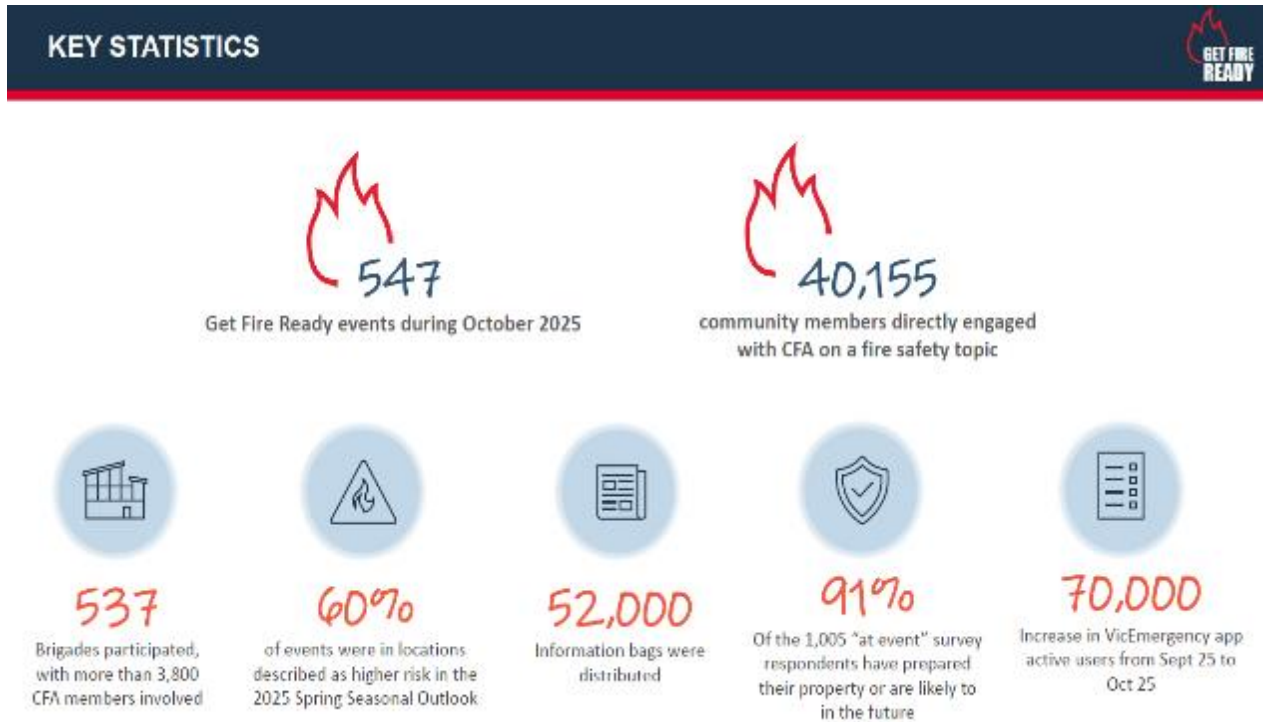 KEY STATISTICS
GET FIRE
READY
547
Get Fire Ready events during October 2025
40,155
community members directly engaged
with CFA on a fire safety topic
537
Brigades participated,
with more than 3,800
CFA members involved
60%
of events were in locations
described as higher risk in the
2025 Spring Seasonal Outlook
52,000
Information bags were
distributed
91%
Of the 1,005 “at event” survey
respondents have prepared
their property or are likely to
in the future
70,000
Increase in VicEmergency app
active users from Sept 25 to
Oct 25